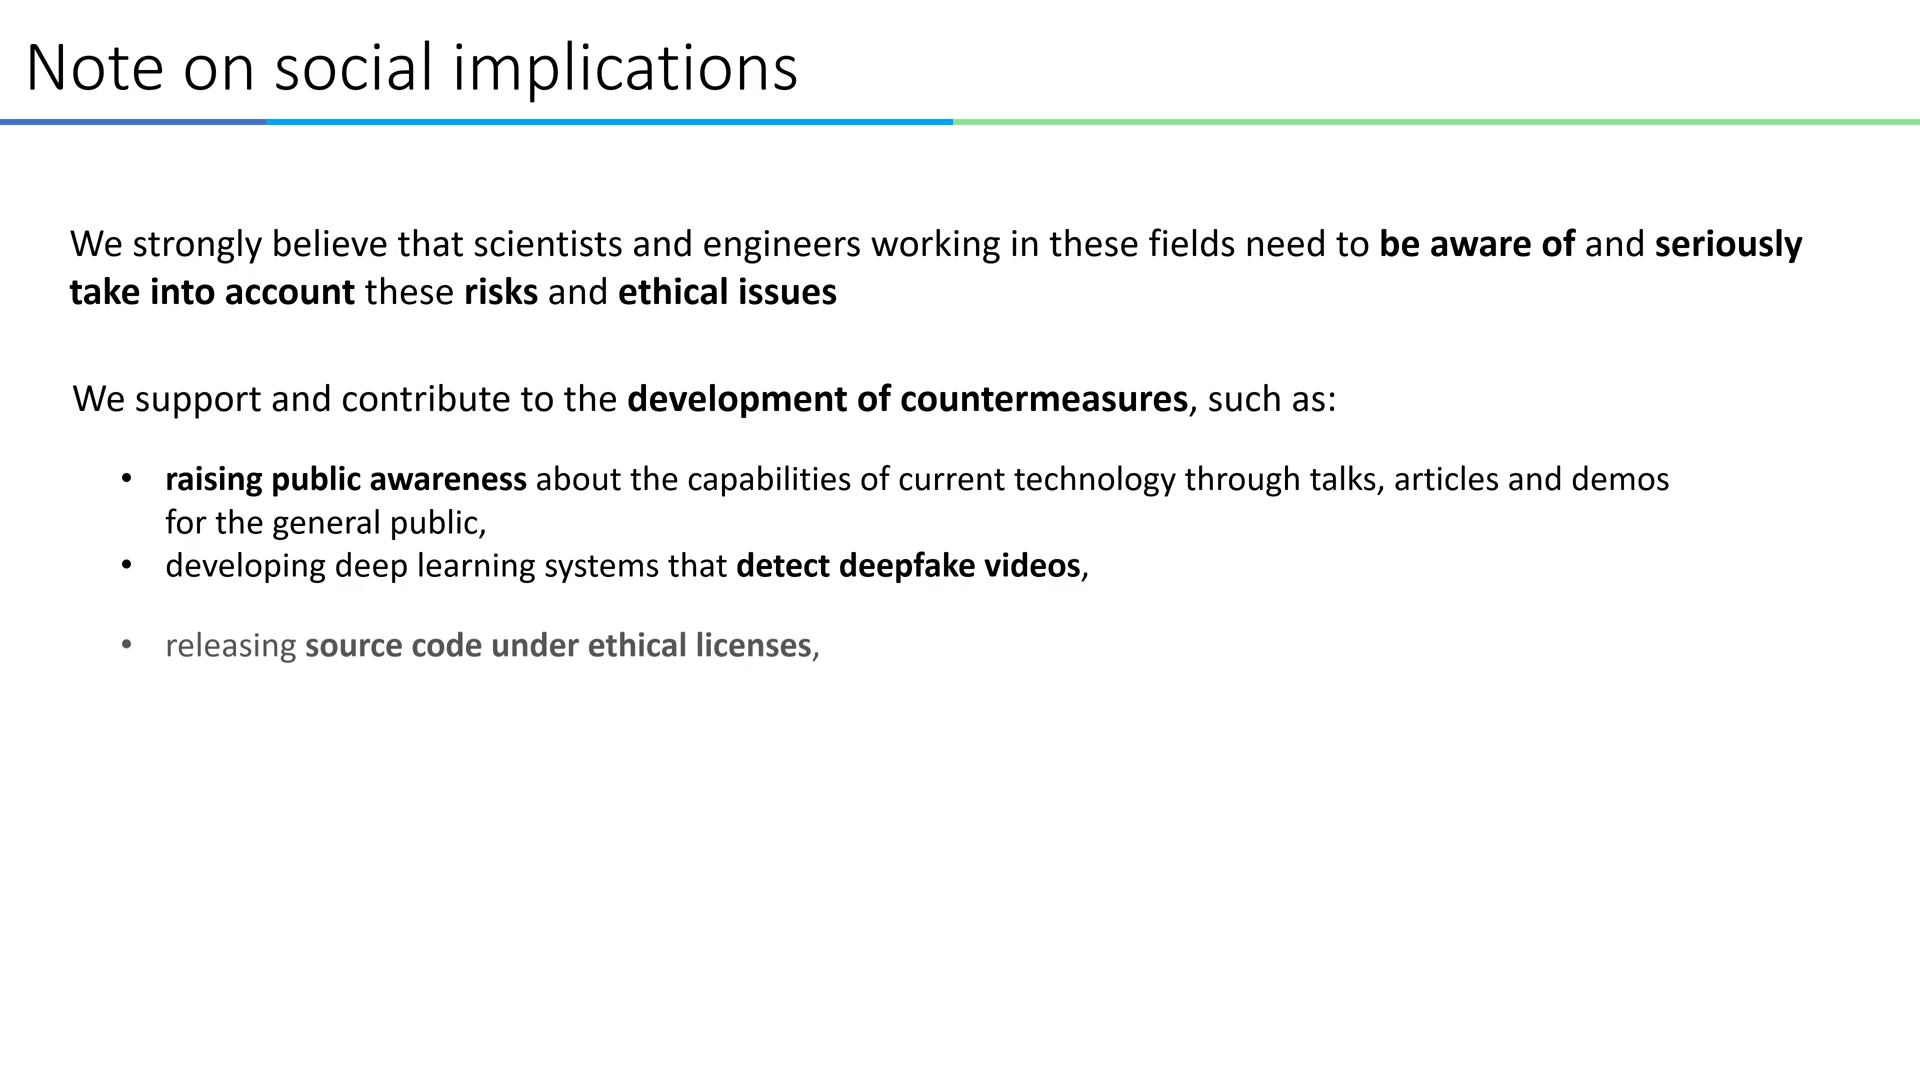 Note on social implications
We strongly believe that scientists and engineers working in these fields need to be aware of and seriously
take into account these risks and ethical issues
We support and contribute to the development of countermeasures, such as:
• raising public awareness about the capabilities of current technology through talks, articles and demos
for the general public,
• developing deep learning systems that detect deepfake videos,
• releasing source code under ethical licenses,